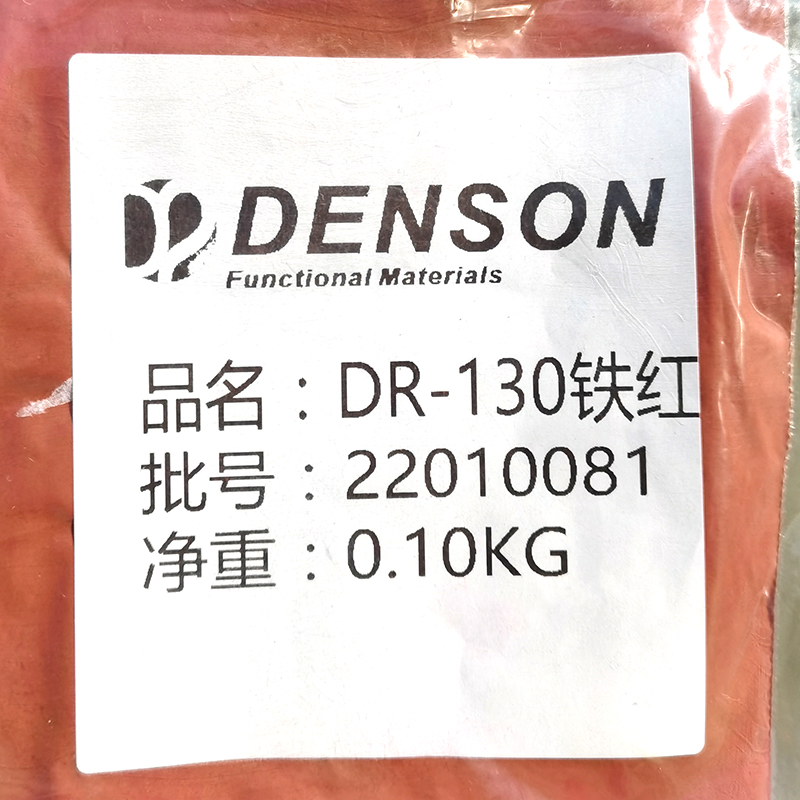 DENSON
Functional Materials
品名：DR-130铁红
批号：22010081
净重：0.10KG